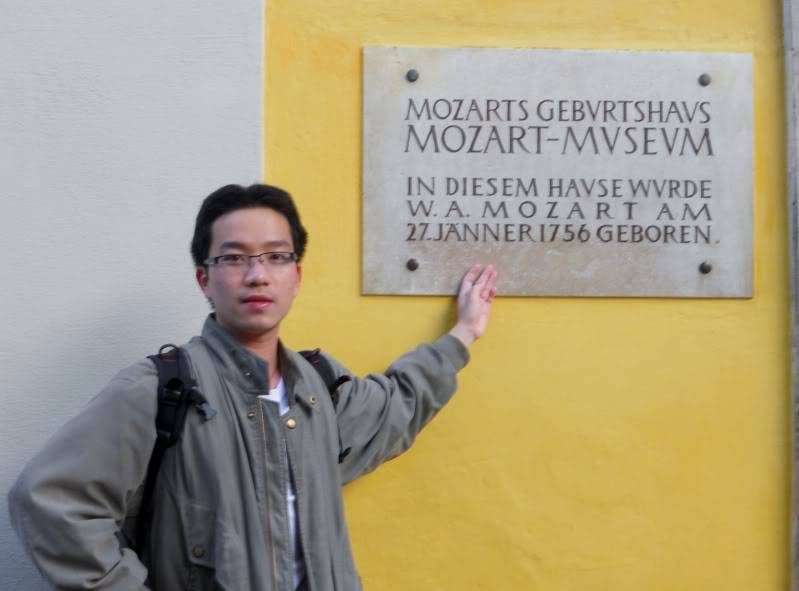 MOZARTS GEBVRTSHAVS
MOZART-MVSEVM
IN DIESEM HAVSE WVRDE
W. A. MOZART AM
27. JÄNNER 1756 GEBOREN.